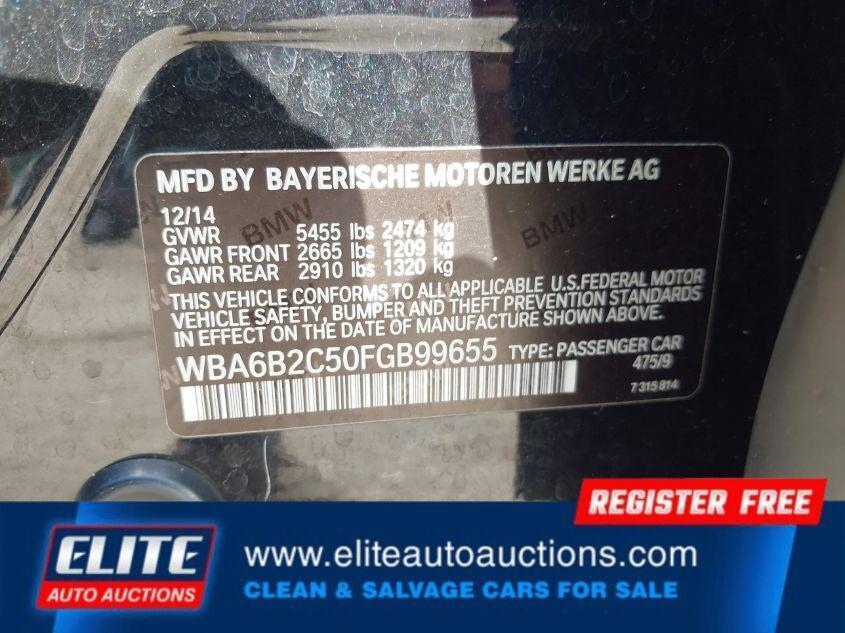 MFD BY BAYERISCHE MOTOREN WERKE AG
12/14
GVWR 5455 lbs 2474 kg
GAWR FRONT 2665 lbs 1209 kg
GAWR REAR 2910 lbs 1320 kg
THIS VEHICLE CONFORMS TO ALL APPLICABLE U.S.FEDERAL MOTOR
VEHICLE SAFETY, BUMPER AND THEFT PREVENTION STANDARDS
IN EFFECT ON THE DATE OF MANUFACTURE SHOWN ABOVE.
WBA6B2C50FGB99655 TYPE: PASSENGER CAR
475/9
7 315 814
BMW
BMW
REGISTER FREE
ELITE
AUTO AUCTIONS
www.eliteautoauctions.com
CLEAN & SALVAGE CARS FOR SALE